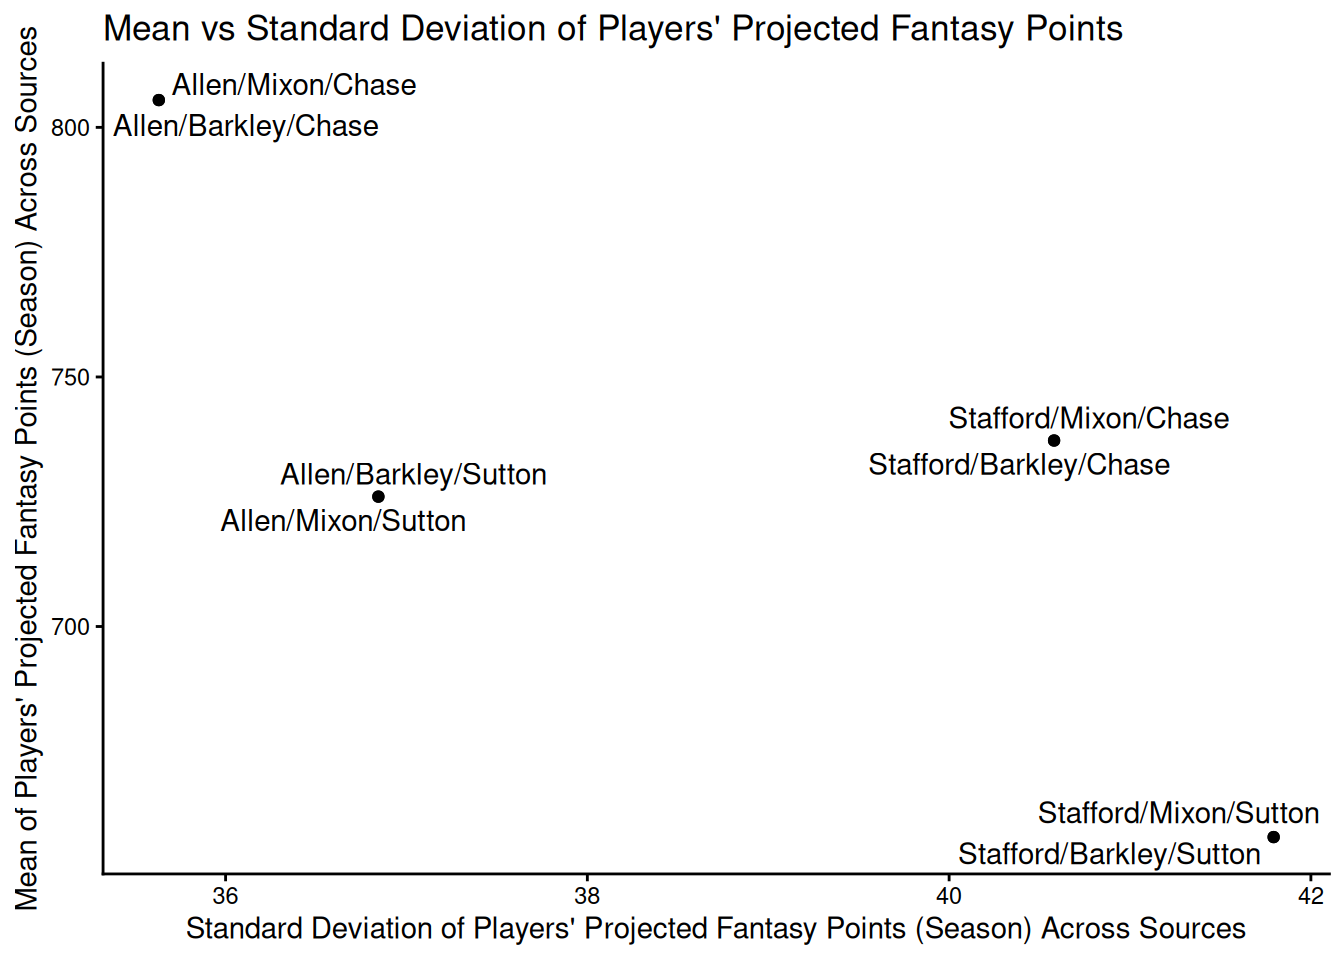 Mean vs Standard Deviation of Players' Projected Fantasy Points
Mean of Players' Projected Fantasy Points (Season) Across Sources
800
750
700
Allen/Mixon/Chase
Allen/Barkley/Chase
Stafford/Mixon/Chase
Stafford/Barkley/Chase
Allen/Barkley/Sutton
Allen/Mixon/Sutton
Stafford/Mixon/Sutton
Stafford/Barkley/Sutton
36
38
40
42
Standard Deviation of Players' Projected Fantasy Points (Season) Across Sources